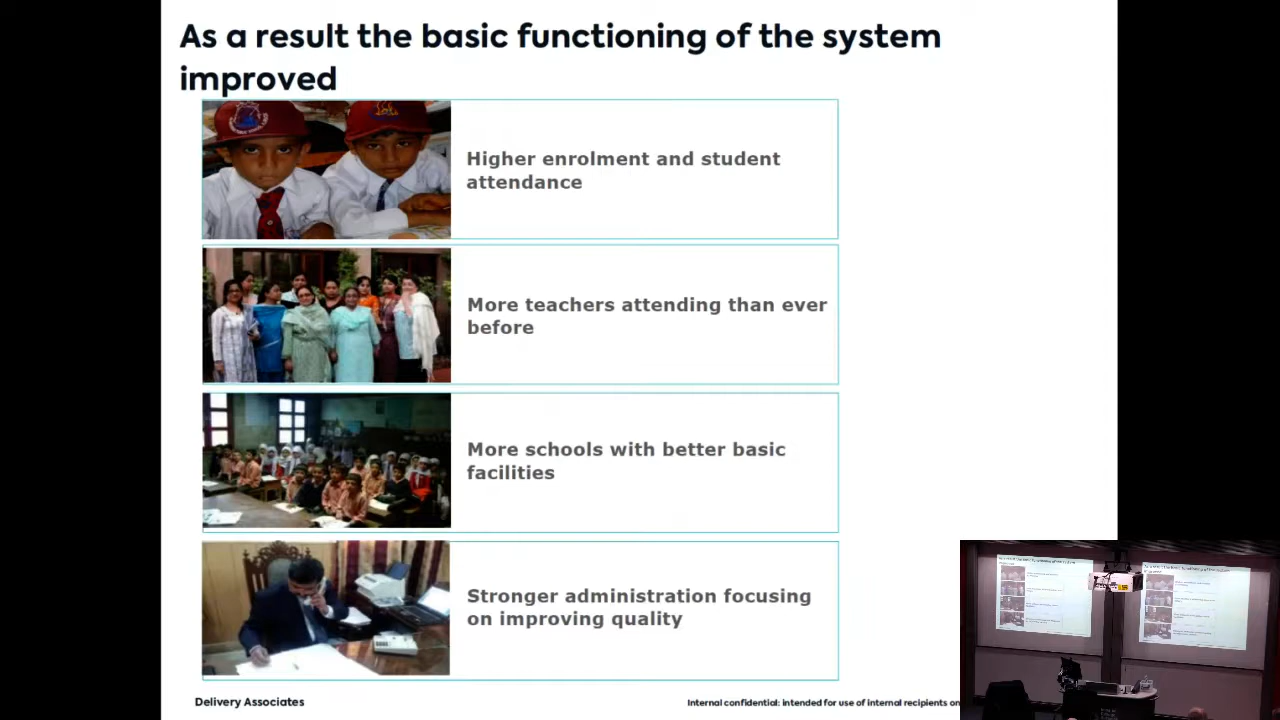 As a result the basic functioning of the system
improved
Higher enrolment and student
attendance
More teachers attending than ever
before
More schools with better basic
facilities
Stronger administration focusing
on improving quality
Delivery Associates
Internal confidential: intended for use of internal recipients